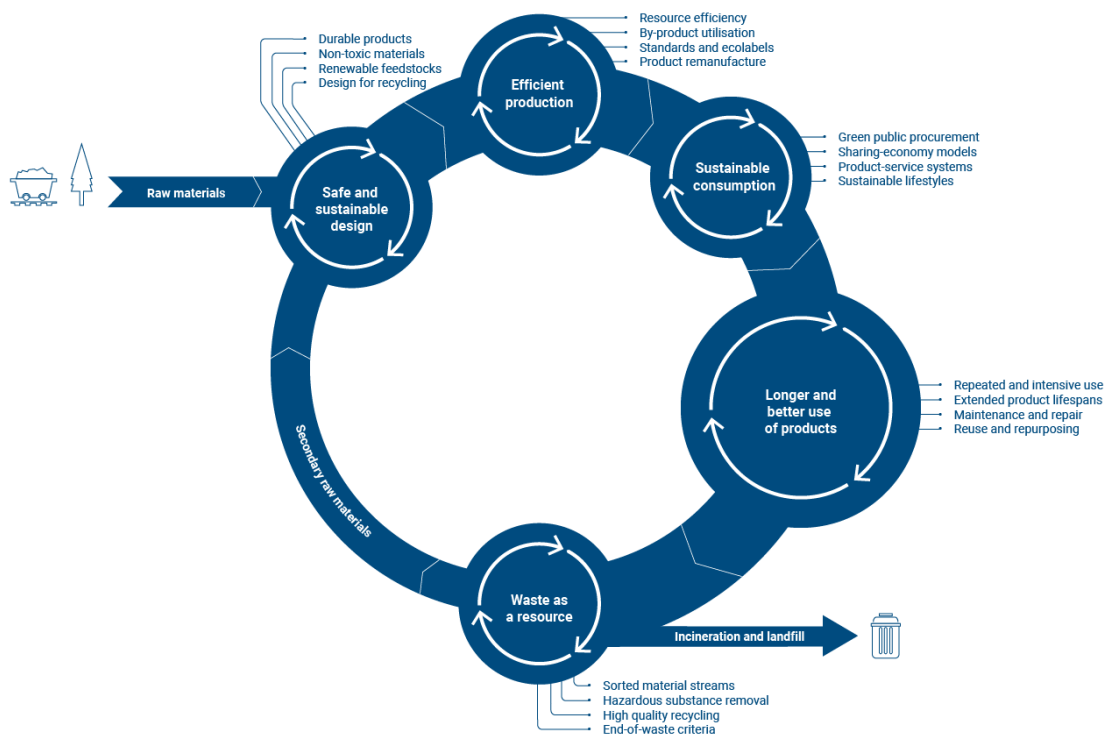 Resource efficiency
By-product utilisation
Standards and ecolabels
Product remanufacture
Durable products
Non-toxic materials
Renewable feedstocks
Design for recycling
Efficient
production
Green public procurement
Sharing-economy models
Product-service systems
Sustainable lifestyles
Sustainable
consumption
Raw materials
Safe and
sustainable
design
Repeated and intensive use
Extended product lifespans
Maintenance and repair
Reuse and repurposing
Longer and
better use
of products
Secondary raw materials
Waste as
a resource
Incineration and landfill
Sorted material streams
Hazardous substance removal
High quality recycling
End-of-waste criteria